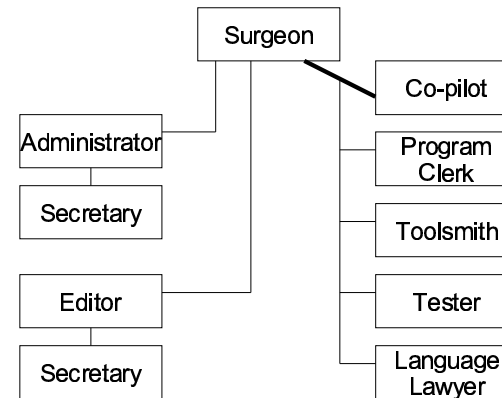 Surgeon
Co-pilot
Administrator
Program
Clerk
Secretary
Toolsmith
Editor
Tester
Secretary
Language
Lawyer